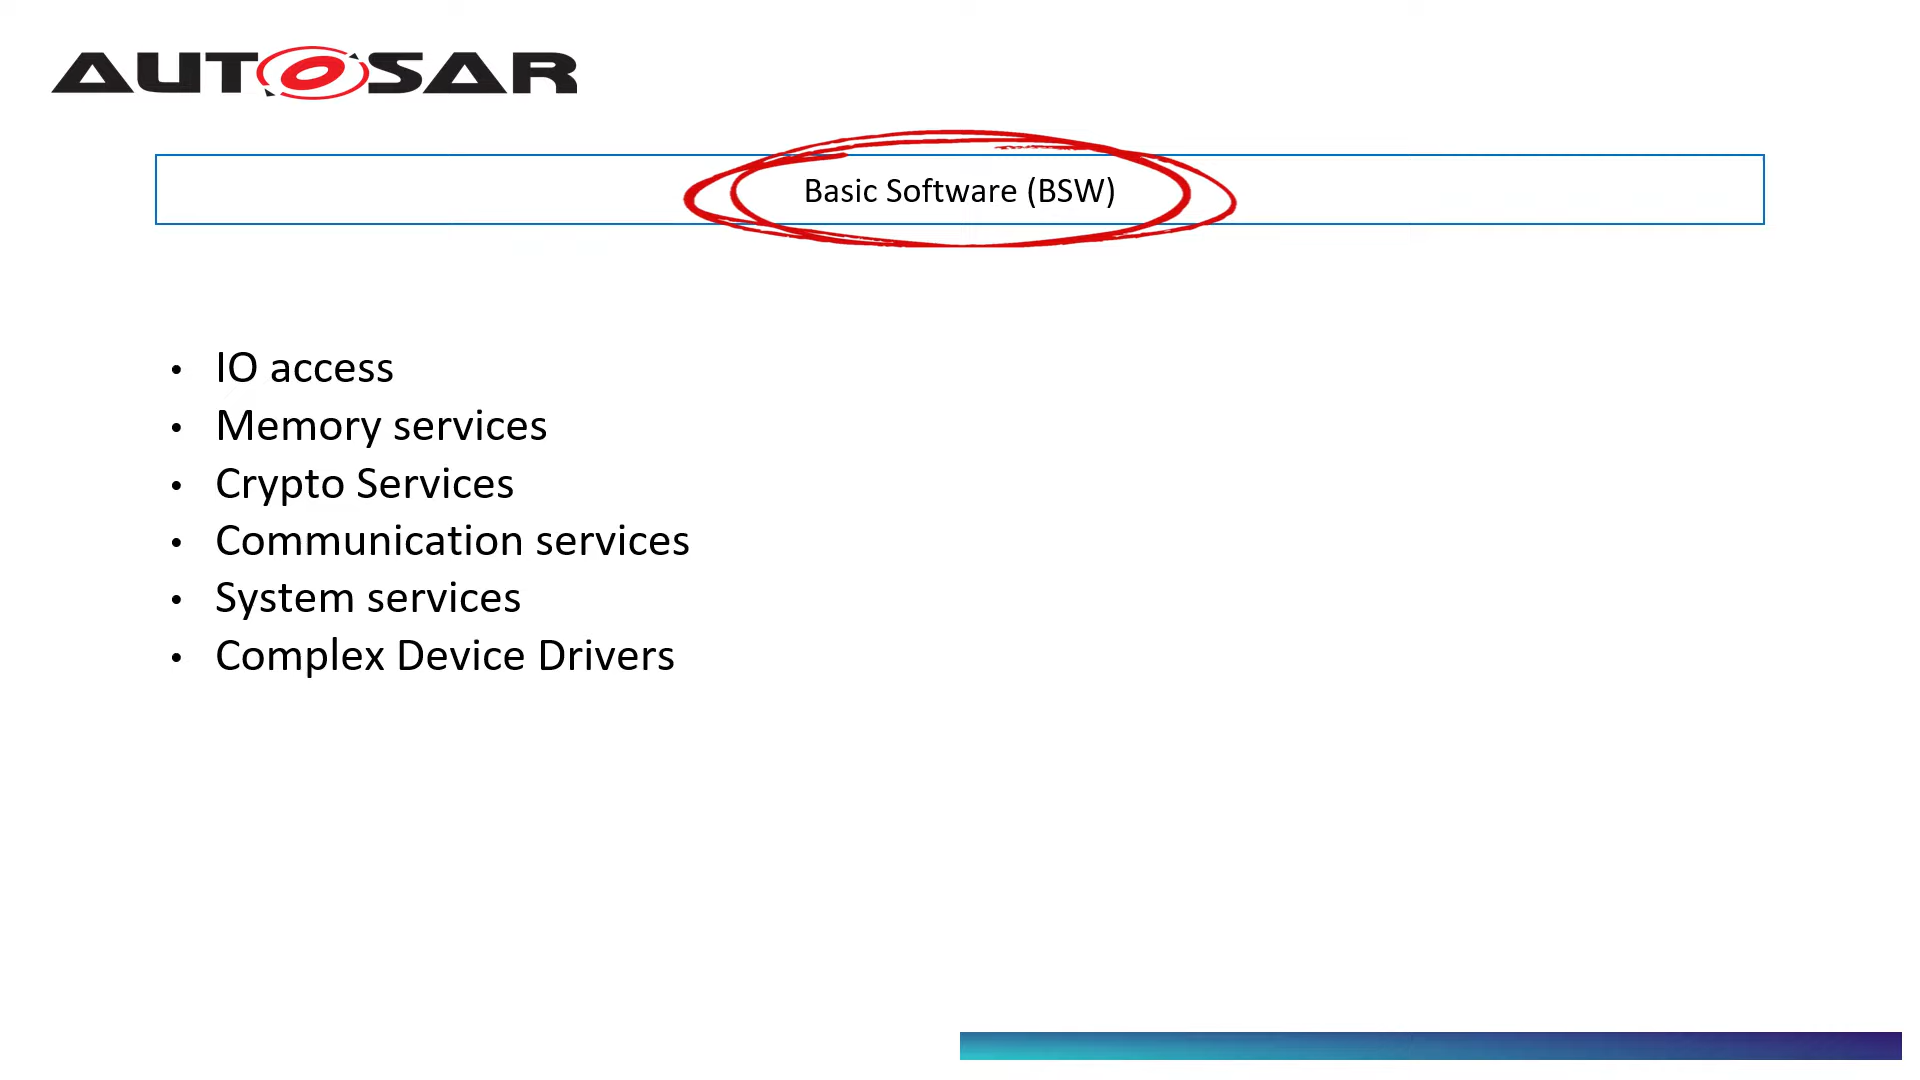 AUTOSAR
Basic Software (BSW)
• IO access
• Memory services
• Crypto Services
• Communication services
• System services
• Complex Device Drivers